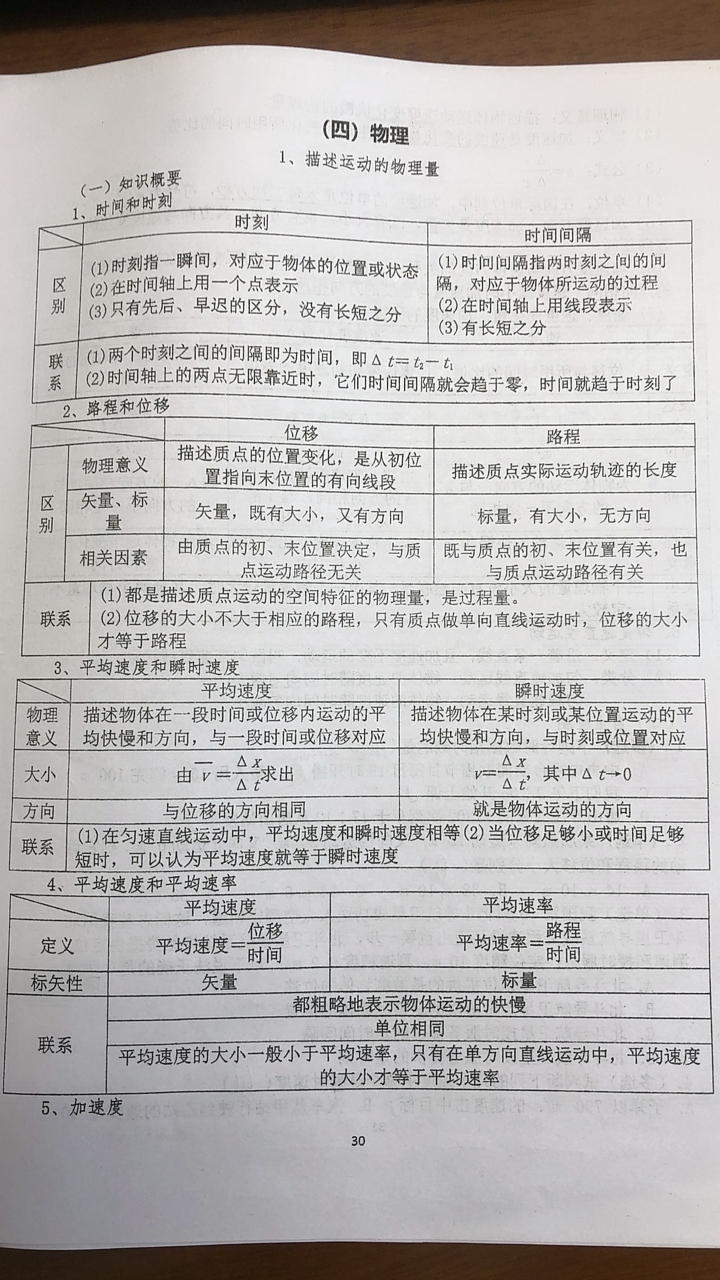 （四）物理
1、描述运动的物理量
（一）知识概要
1、时间和时刻
时刻 时间间隔
区别
(1)时刻指一瞬间，对应于物体的位置或状态
(2)在时间轴上用一个点表示
(3)只有先后、早迟的区分，没有长短之分
(1)时间间隔指两时刻之间的间
隔，对应于物体所运动的过程
(2)在时间轴上用线段表示
(3)有长短之分
联系
(1)两个时刻之间的间隔即为时间，即Δt＝t₂－t₁
(2)时间轴上的两点无限靠近时，它们时间间隔就会趋于零，时间就趋于时刻了
2、路程和位移
位移 路程
区别
物理意义
描述质点的位置变化，是从初位
置指向末位置的有向线段
描述质点实际运动轨迹的长度
矢量、标
量
矢量，既有大小，又有方向
标量，有大小，无方向
相关因素
由质点的初、末位置决定，与质
点运动路径无关
既与质点的初、末位置有关，也
与质点运动路径有关
联系
(1)都是描述质点运动的空间特征的物理量，是过程量。
(2)位移的大小不大于相应的路程，只有质点做单向直线运动时，位移的大小
才等于路程
3、平均速度和瞬时速度
平均速度 瞬时速度
物理
意义
描述物体在一段时间或位移内运动的平
均快慢和方向，与一段时间或位移对应
描述物体在某时刻或某位置运动的平
均快慢和方向，与时刻或位置对应
大小
由 v̅＝Δx/Δt求出
v＝Δx/Δt，其中Δt→0
方向
与位移的方向相同
就是物体运动的方向
联系
(1)在匀速直线运动中，平均速度和瞬时速度相等(2)当位移足够小或时间足够
短时，可以认为平均速度就等于瞬时速度
4、平均速度和平均速率
平均速度 平均速率
定义
平均速度＝位移/时间
平均速率＝路程/时间
标矢性
矢量
标量
联系
都粗略地表示物体运动的快慢
单位相同
平均速度的大小一般小于平均速率，只有在单方向直线运动中，平均速度
的大小才等于平均速率
5、加速度
30